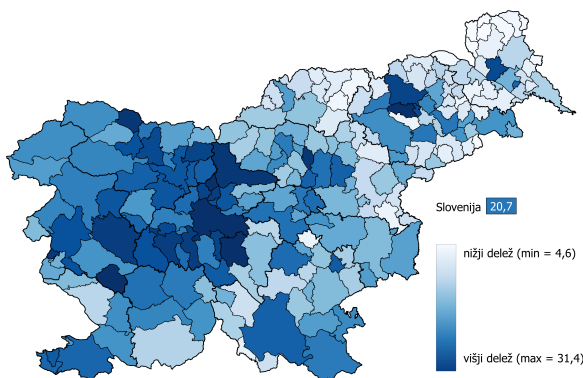 Slovenija 20,7
nižji delež (min = 4,6)
višji delež (max = 31,4)